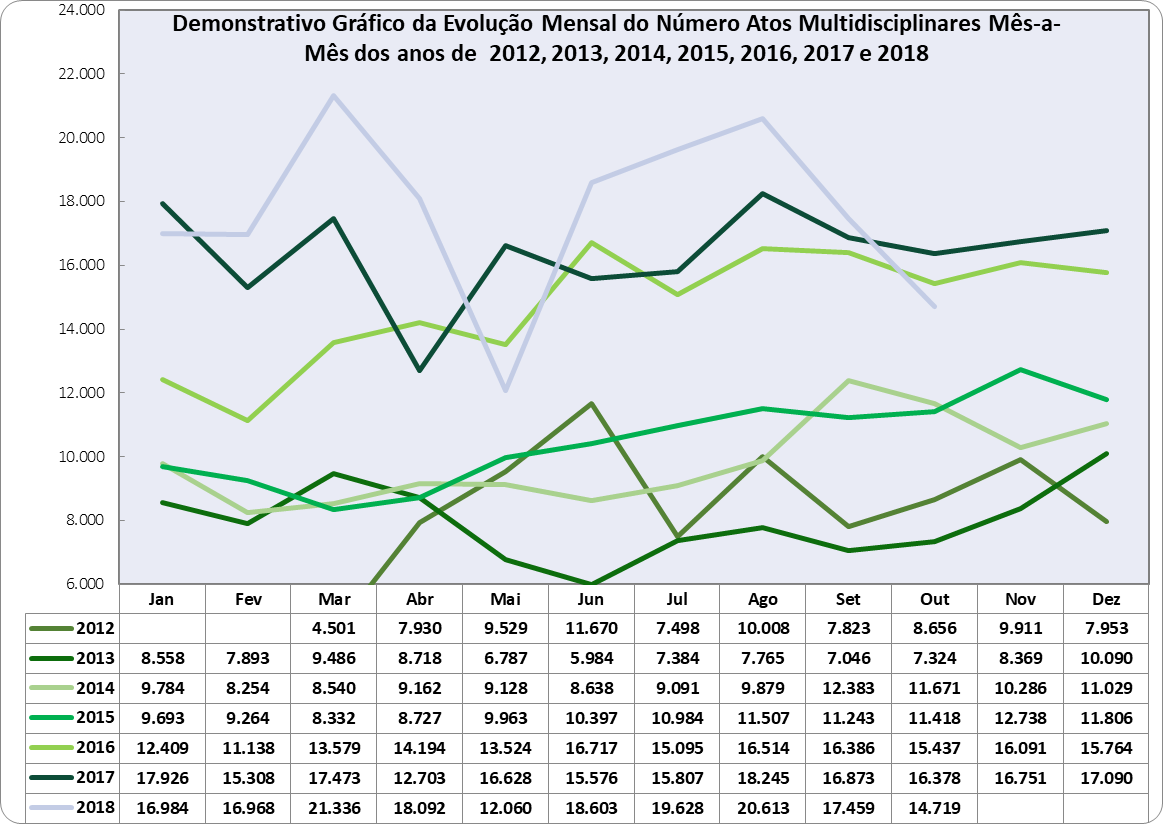 Demonstrativo Gráfico da Evolução Mensal do Número Atos Multidisciplinares Mês-a-
Mês dos anos de 2012, 2013, 2014, 2015, 2016, 2017 e 2018
24.000
22.000
20.000
18.000
16.000
14.000
12.000
10.000
8.000
6.000
Jan Fev Mar Abr Mai Jun Jul Ago Set Out Nov Dez
2012 4.501 7.930 9.529 11.670 7.498 10.008 7.823 8.656 9.911 7.953
2013 8.558 7.893 9.486 8.718 6.787 5.984 7.384 7.765 7.046 7.324 8.369 10.090
2014 9.784 8.254 8.540 9.162 9.128 8.638 9.091 9.879 12.383 11.671 10.286 11.029
2015 9.693 9.264 8.332 8.727 9.963 10.397 10.984 11.507 11.243 11.418 12.738 11.806
2016 12.409 11.138 13.579 14.194 13.524 16.717 15.095 16.514 16.386 15.437 16.091 15.764
2017 17.926 15.308 17.473 12.703 16.628 15.576 15.807 18.245 16.873 16.378 16.751 17.090
2018 16.984 16.968 21.336 18.092 12.060 18.603 19.628 20.613 17.459 14.719